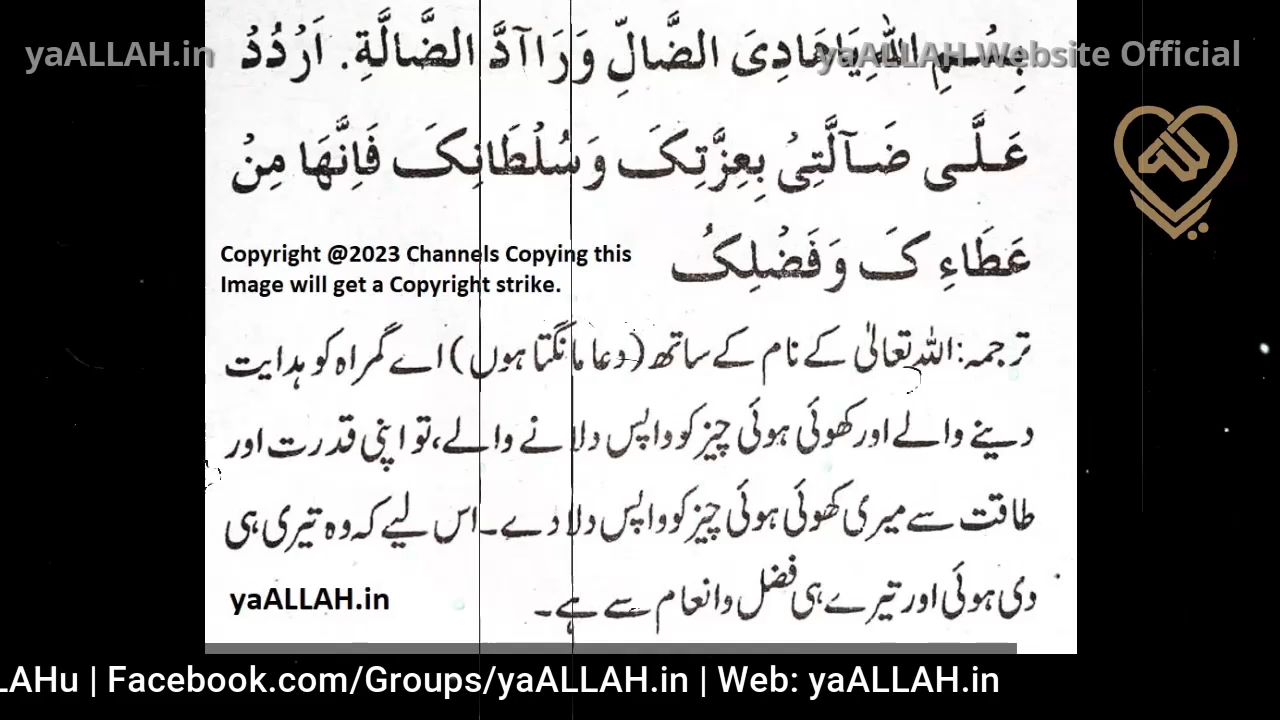 yaALLAH.in
yaALLAH Website Official
بِسْمِ اللهِ يَا هَادِىَ الضَّالِّ وَرَاآدَّ الضَّالَّةِ. اَرْدُدْ
عَلَّى ضَآلَّتِىْ بِعِزَّتِكَ وَسُلْطَانِكَ فَاِنَّهَا مِنْ
عَطَاءِ كَ وَفَضْلِكْ
Copyright @2023 Channels Copying this
Image will get a Copyright strike.
ترجمہ: اللہ تعالیٰ کے نام کے ساتھ (دعا مانگتا ہوں) اے گمراہ کو ہدایت
دینے والے اور کھوئی ہوئی چیز کو واپس دلا نے والے، تو اپنی قدرت اور
طاقت سے میری کھوئی ہوئی چیز کو واپس دلا دے۔ اس لیے کہ وہ تیری ہی
دی ہوئی اور تیرے ہی فضل وانعام سے ہے۔
yaALLAH.in
LAHu | Facebook.com/Groups/yaALLAH.in | Web: yaALLAH.in